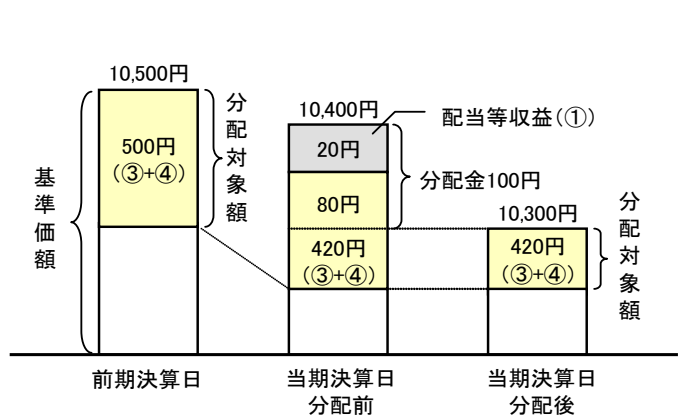 10,500円
500円
(③+④)
分配対象額
基準価額
前期決算日
10,400円
配当等収益(①)
20円
分配金100円
80円
420円
(③+④)
当期決算日
分配前
10,300円
420円
(③+④)
分配対象額
当期決算日
分配後